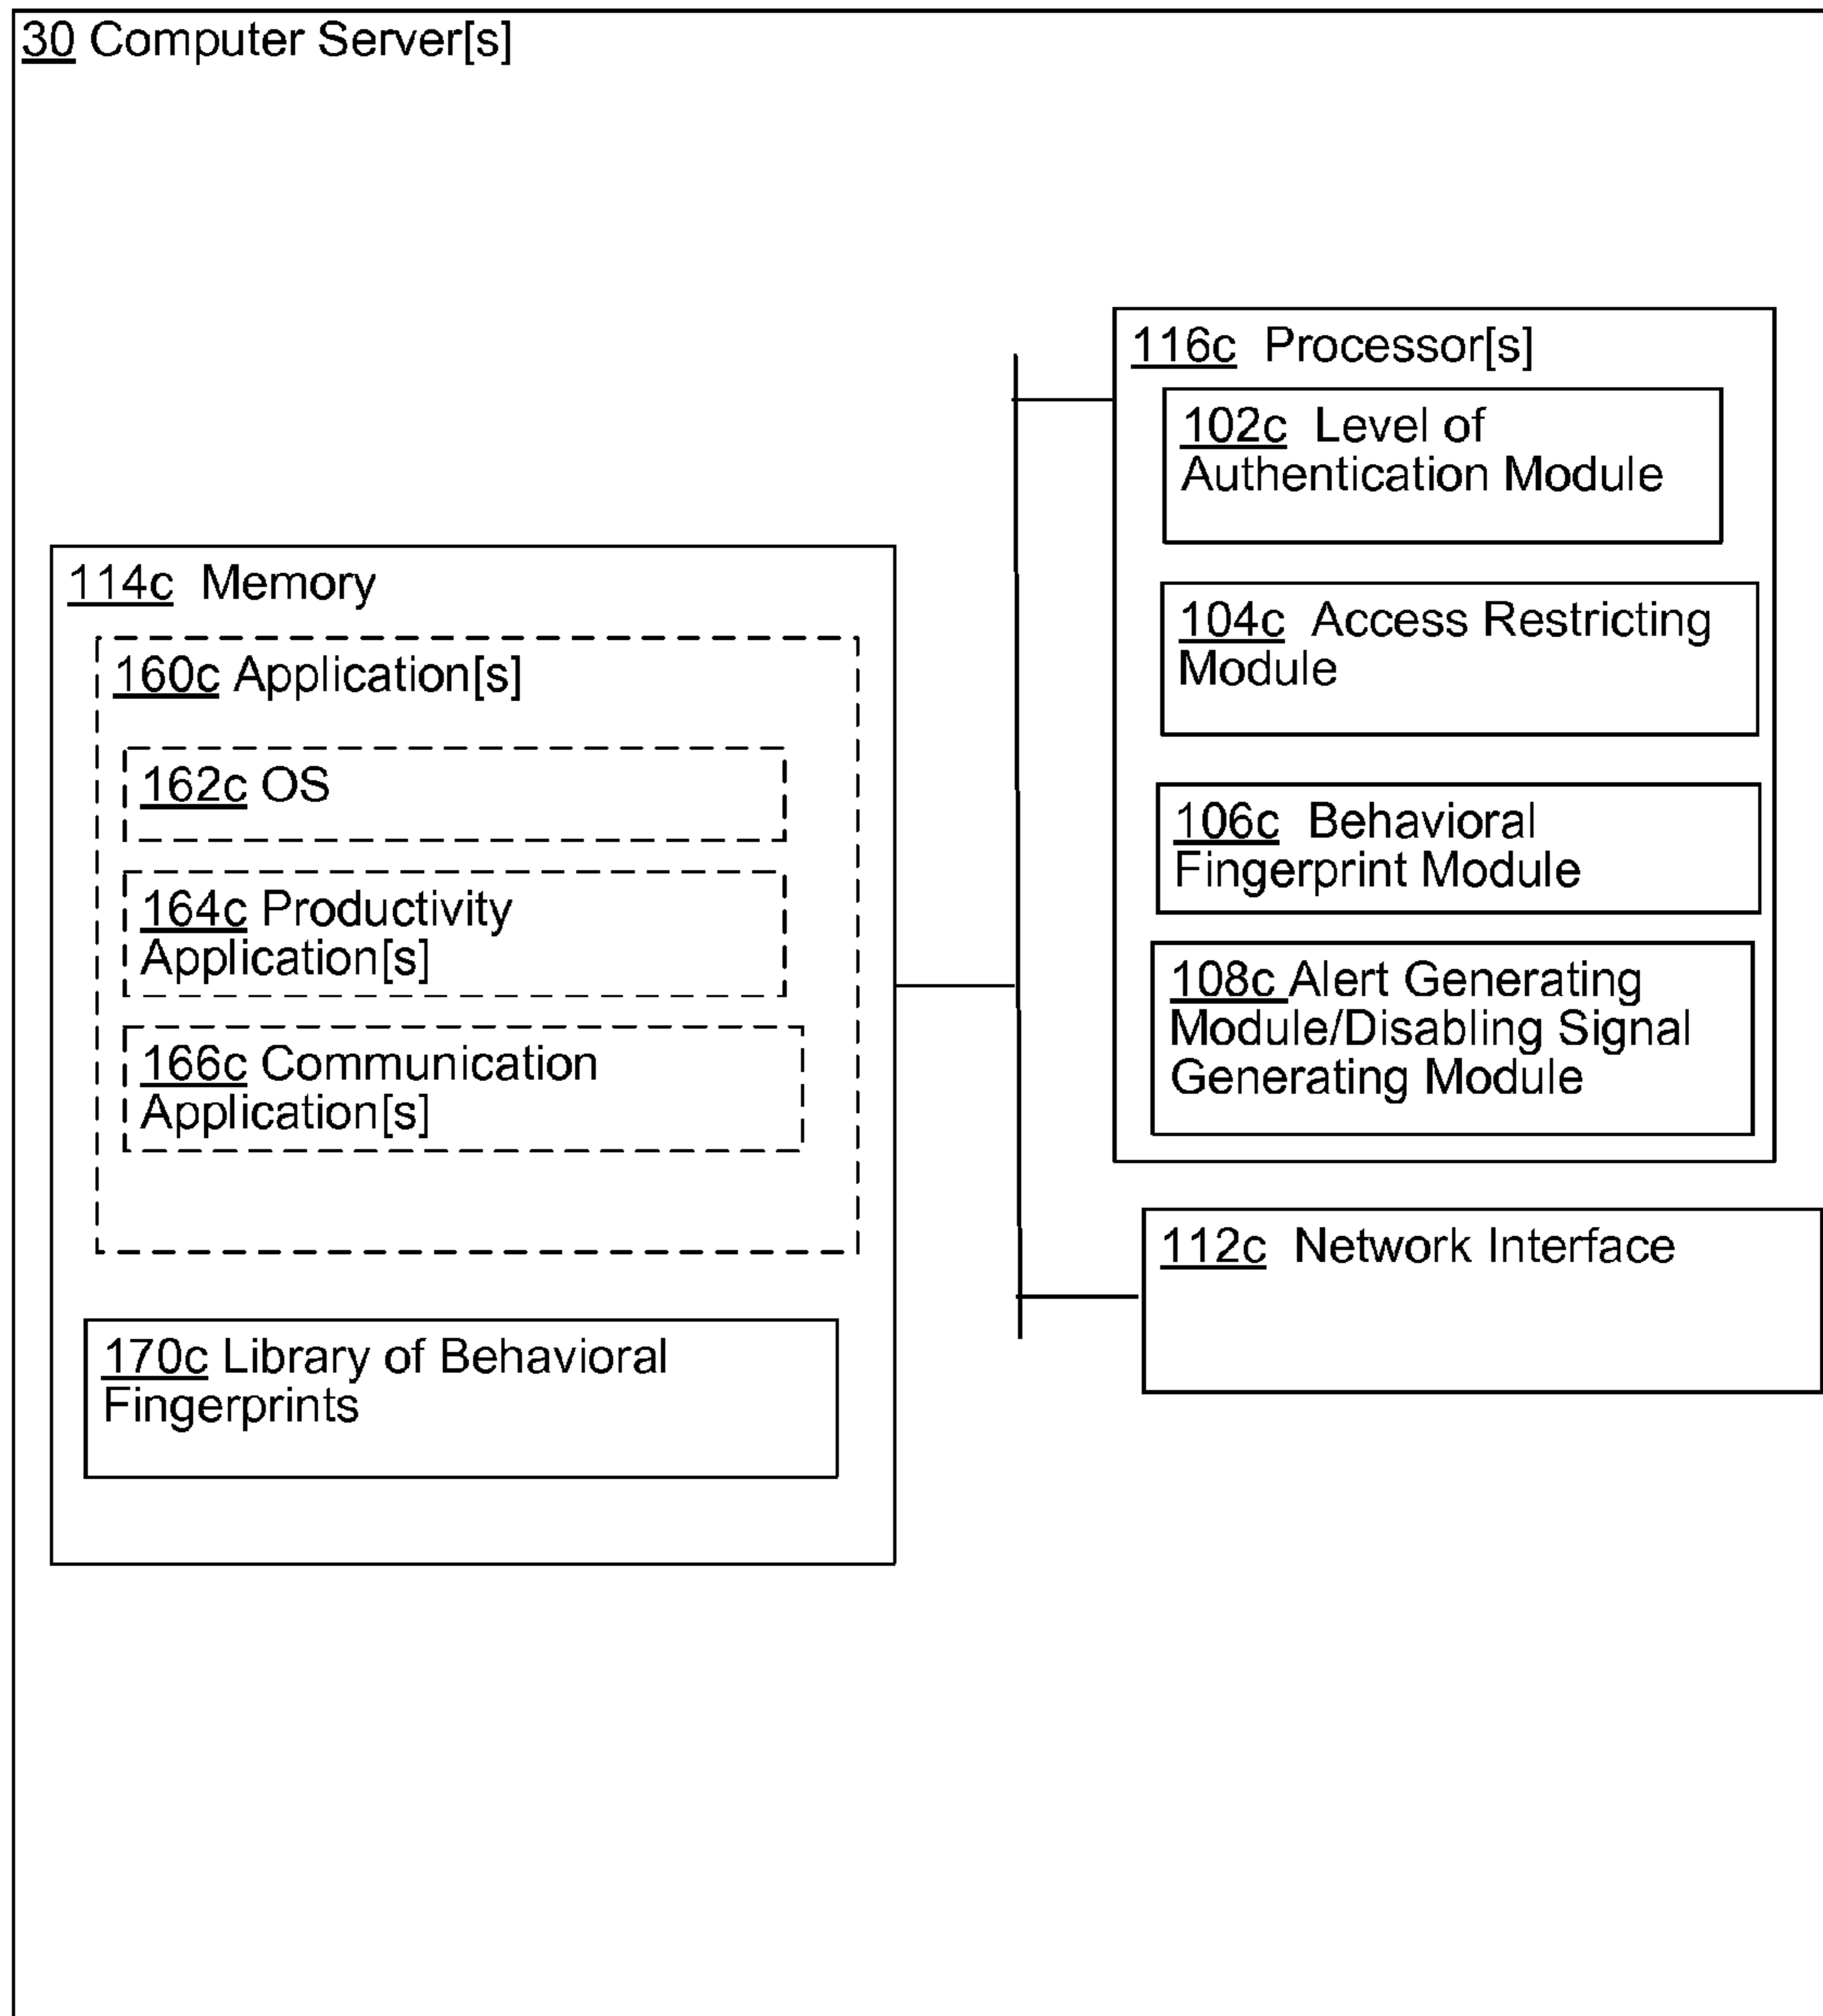 30 Computer Server[s]
116c Processor[s]
102c Level of
Authentication Module
104c Access Restricting
Module
106c Behavioral
Fingerprint Module
108c Alert Generating
Module/Disabling Signal
Generating Module
112c Network Interface
114c Memory
160c Application[s]
162c OS
164c Productivity
Application[s]
166c Communication
Application[s]
170c Library of Behavioral
Fingerprints